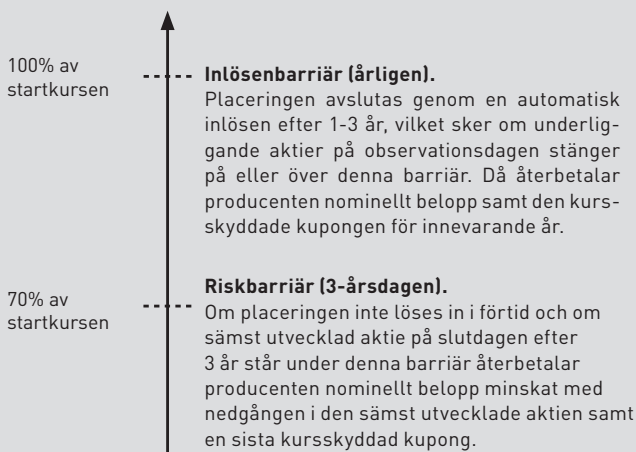 100% av
startkursen
Inlösenbarriär (årligen).
Placeringen avslutas genom en automatisk
inlösen efter 1-3 år, vilket sker om underlig-
gande aktier på observationsdagen stänger
på eller över denna barriär. Då återbetalar
producenten nominellt belopp samt den kurs-
skyddade kupongen för innevarande år.
70% av
startkursen
Riskbarriär (3-årsdagen).
Om placeringen inte löses in i förtid och om
sämst utvecklad aktie på slutdagen efter
3 år står under denna barriär återbetalar
producenten nominellt belopp minskat med
nedgången i den sämst utvecklade aktien samt
en sista kursskyddad kupong.